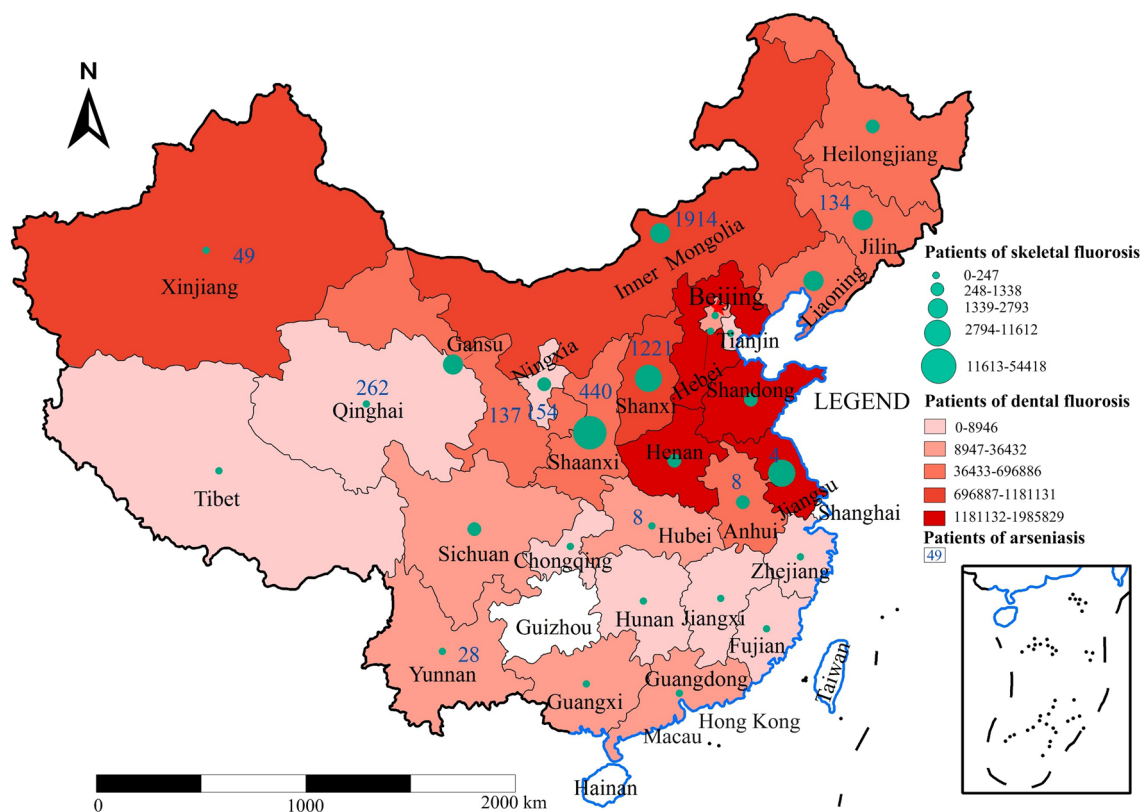 N
Heilongjiang
134
Jilin
1914
Inner Mongolia
49
Xinjiang
Liaoning
Beijing
Tianjin
Gansu
Ningxia
1221
Hebei
Shanxi
Shandong
262
Qinghai
440
137
154
Shaanxi
Henan
4
Jiangsu
8
Anhui
Shanghai
Tibet
Sichuan
8
Hubei
Chongqing
Zhejiang
Guizhou
Hunan
Jiangxi
Fujian
28
Yunnan
Guangxi
Guangdong
Taiwan
Hong Kong
Macau
Hainan
Patients of skeletal fluorosis
0-247
248-1338
1339-2793
2794-11612
11613-54418
LEGEND
Patients of dental fluorosis
0-8946
8947-36432
36433-696886
696887-1181131
1181132-1985829
Patients of arseniasis
49
0
1000
2000 km